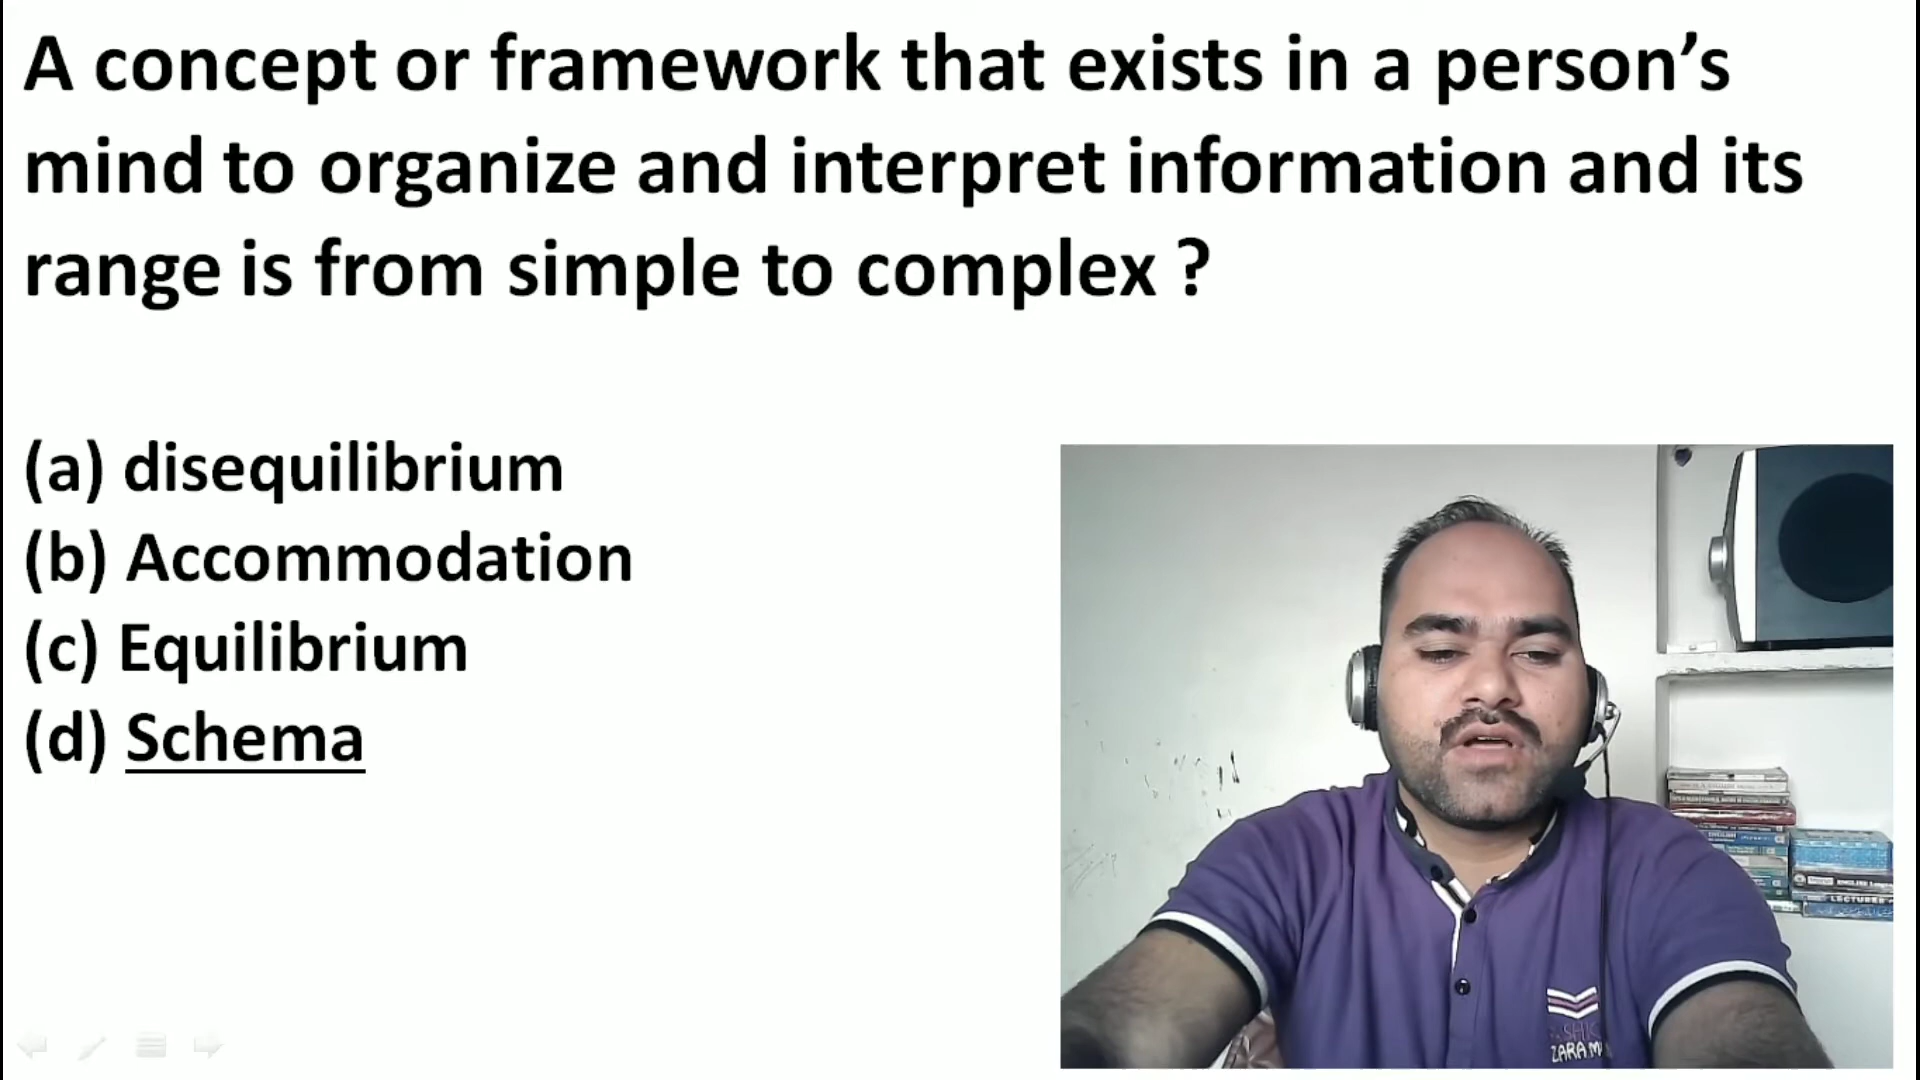 A concept or framework that exists in a person’s
mind to organize and interpret information and its
range is from simple to complex ?
(a) disequilibrium
(b) Accommodation
(c) Equilibrium
(d) Schema
ZARA M